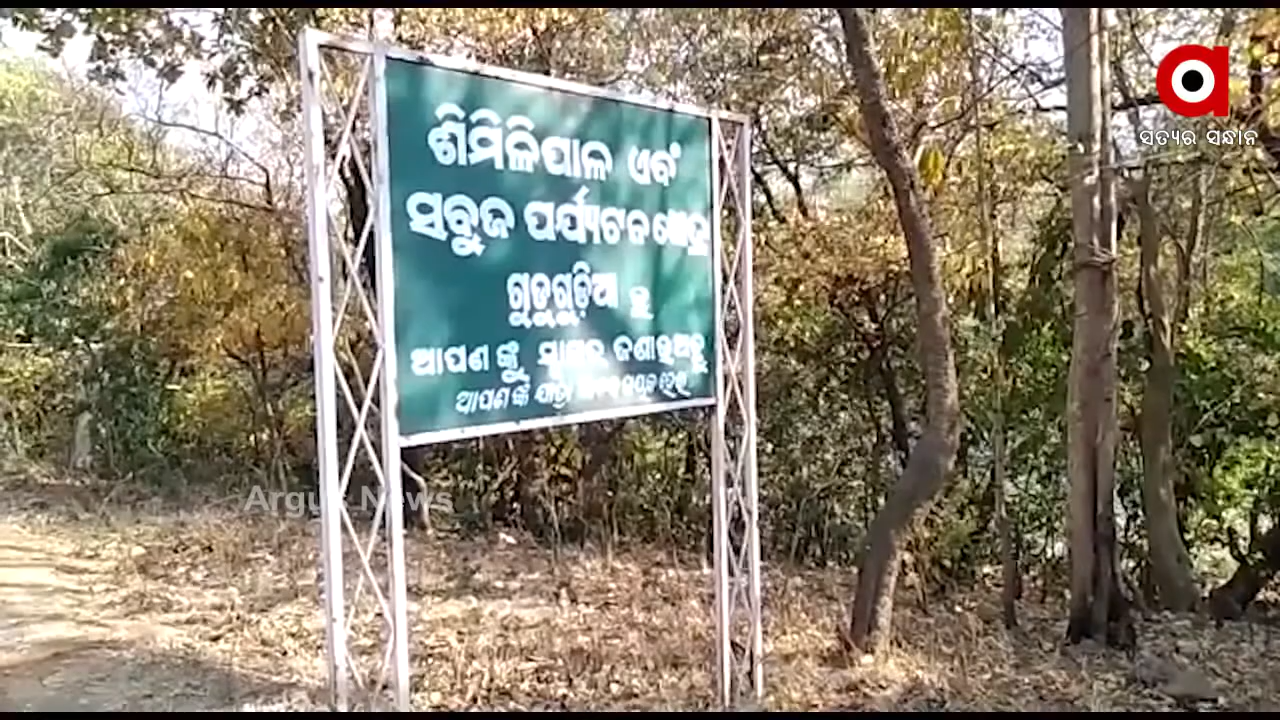 ସତ୍ୟର ସନ୍ଧାନ
ଶିମିଳିପାଳ ଏବଂ
ସବୁଜ ପର୍ଯ୍ୟଟନ କ୍ଷେତ୍ର
ଗୁଡୁଗୁଡ଼ିଆ ରୁ
ଆପଣ ଙ୍କୁ ସ୍ୱାଗତ ଜଣାଉଅଛୁ
ଆପଣ ଙ୍କ ଯାତ୍ରା
Argus News